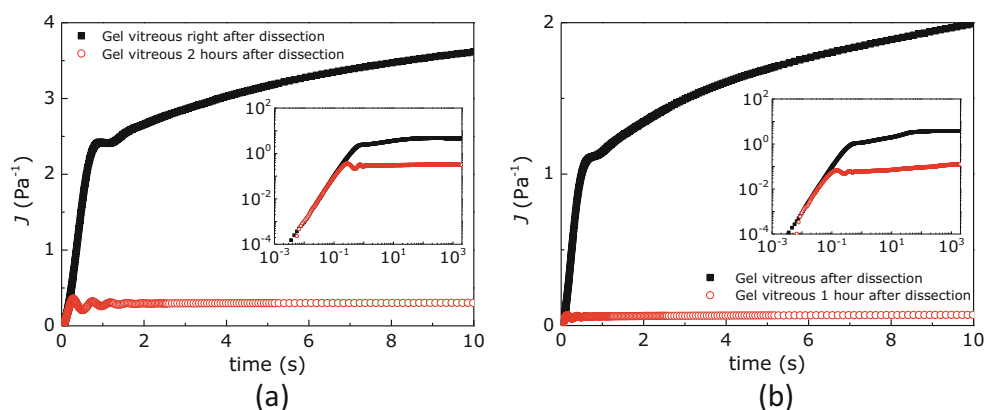 4
3
2
1
0
J (Pa⁻¹)
Gel vitreous right after dissection
Gel vitreous 2 hours after dissection
10²
10⁰
10⁻²
10⁻⁴
10⁻³ 10⁻¹ 10¹ 10³
0 2 4 6 8 10
time (s)
(a)
2
1
0
J (Pa⁻¹)
10²
10⁰
10⁻²
10⁻⁴
10⁻³ 10⁻¹ 10¹ 10³
Gel vitreous after dissection
Gel vitreous 1 hour after dissection
0 2 4 6 8 10
time (s)
(b)